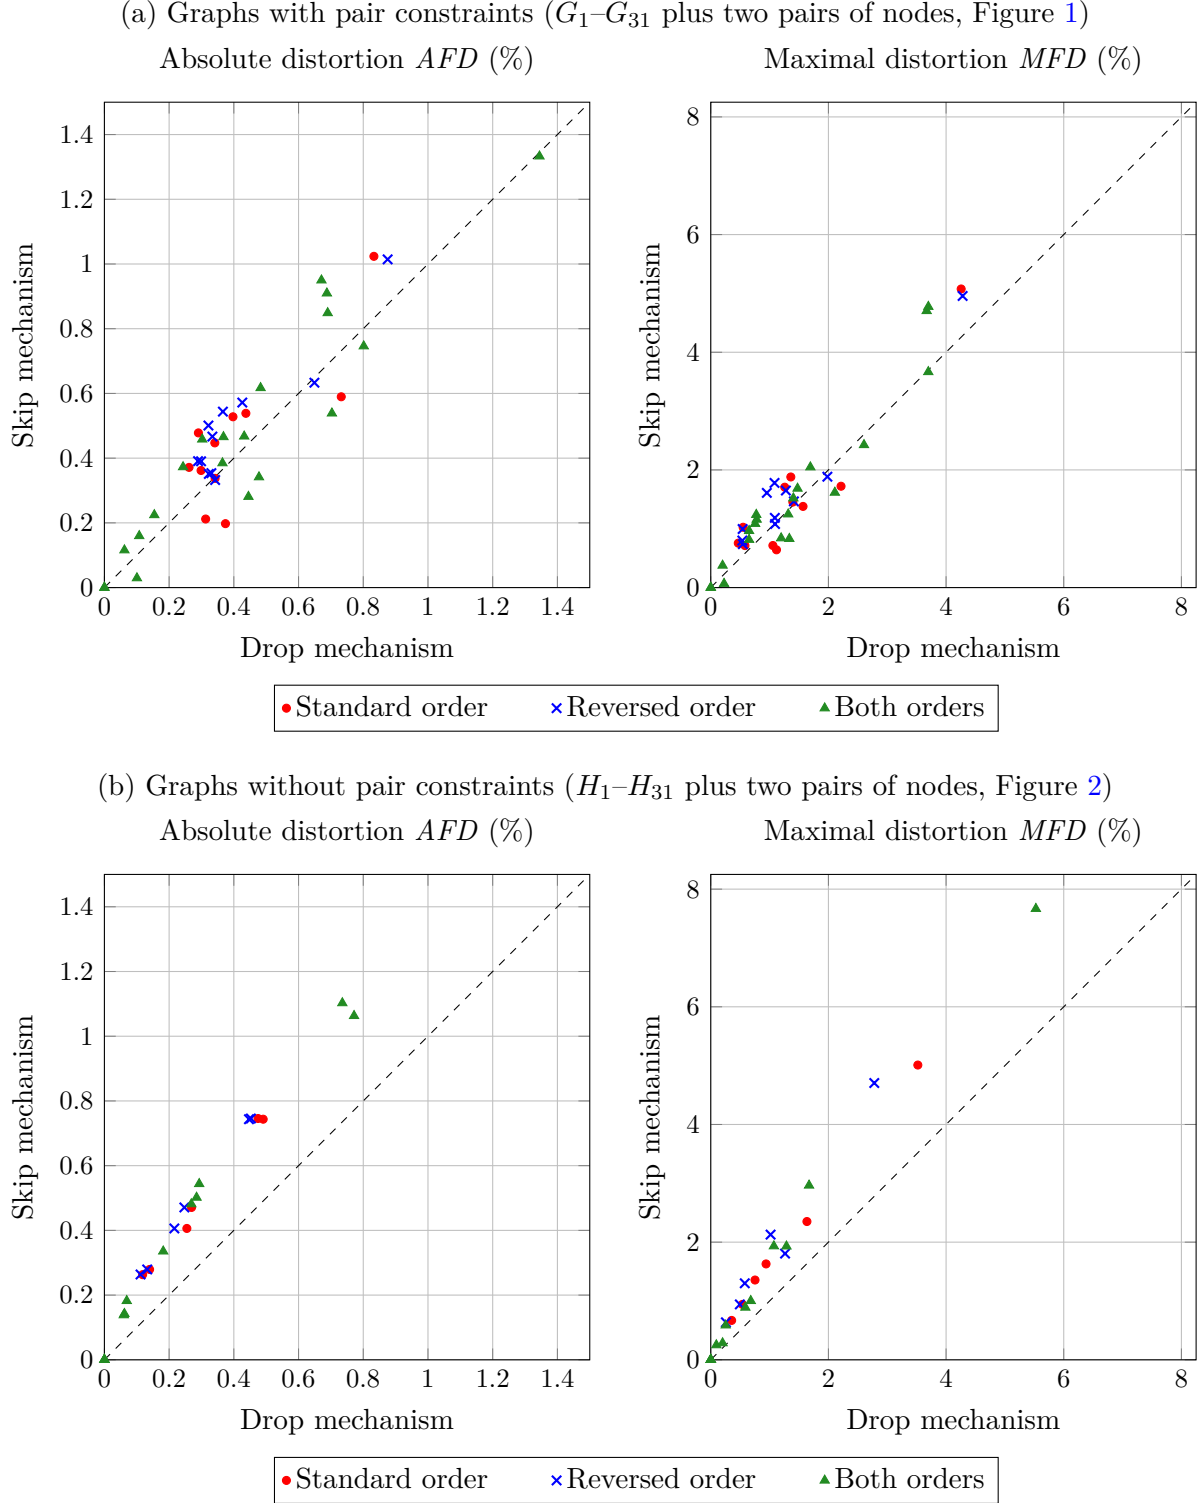 (a) Graphs with pair constraints (G1–G31 plus two pairs of nodes, Figure 1)
Absolute distortion AFD (%)
Maximal distortion MFD (%)
Skip mechanism
1.4
1.2
1
0.8
0.6
0.4
0.2
0
0 0.2 0.4 0.6 0.8 1 1.2 1.4
Drop mechanism
Skip mechanism
8
6
4
2
0
0 2 4 6 8
Drop mechanism
Standard order Reversed order Both orders
(b) Graphs without pair constraints (H1–H31 plus two pairs of nodes, Figure 2)
Absolute distortion AFD (%)
Maximal distortion MFD (%)
Skip mechanism
1.4
1.2
1
0.8
0.6
0.4
0.2
0
0 0.2 0.4 0.6 0.8 1 1.2 1.4
Drop mechanism
Skip mechanism
8
6
4
2
0
0 2 4 6 8
Drop mechanism
Standard order Reversed order Both orders